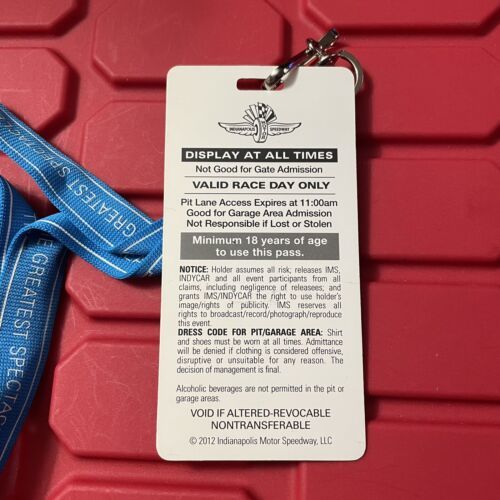 INDIANAPOLIS SPEEDWAY
DISPLAY AT ALL TIMES
Not Good for Gate Admission
VALID RACE DAY ONLY
Pit Lane Access Expires at 11:00am
Good for Garage Area Admission
Not Responsible if Lost or Stolen
Minimum 18 years of age
to use this pass.
NOTICE: Holder assumes all risk; releases IMS,
INDYCAR and all event participants from all
claims, including negligence of releasees; and
grants IMS/INDYCAR the right to use holder's
image/rights of publicity. IMS reserves all
rights to broadcast/record/photograph/reproduce
this event.
DRESS CODE FOR PIT/GARAGE AREA: Shirt
and shoes must be worn at all times. Admittance
will be denied if clothing is considered offensive,
disruptive or unsuitable for any reason. The
decision of management is final.
Alcoholic beverages are not permitted in the pit or
garage areas.
VOID IF ALTERED-REVOCABLE
NONTRANSFERABLE
© 2012 Indianapolis Motor Speedway, LLC
GREATEST SPECT
E GREATEST SPECTAC